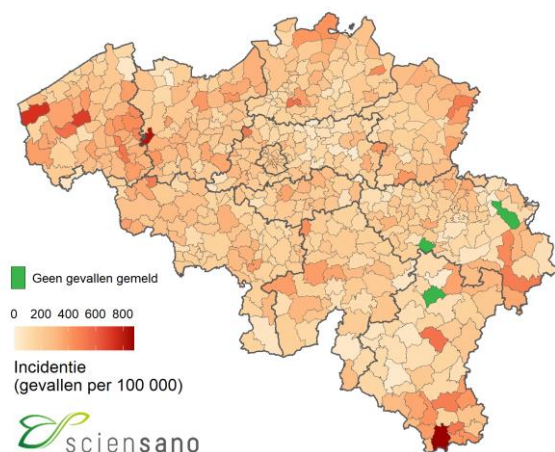 Geen gevallen gemeld
0 200 400 600 800
Incidentie
(gevallen per 100 000)
sciensano